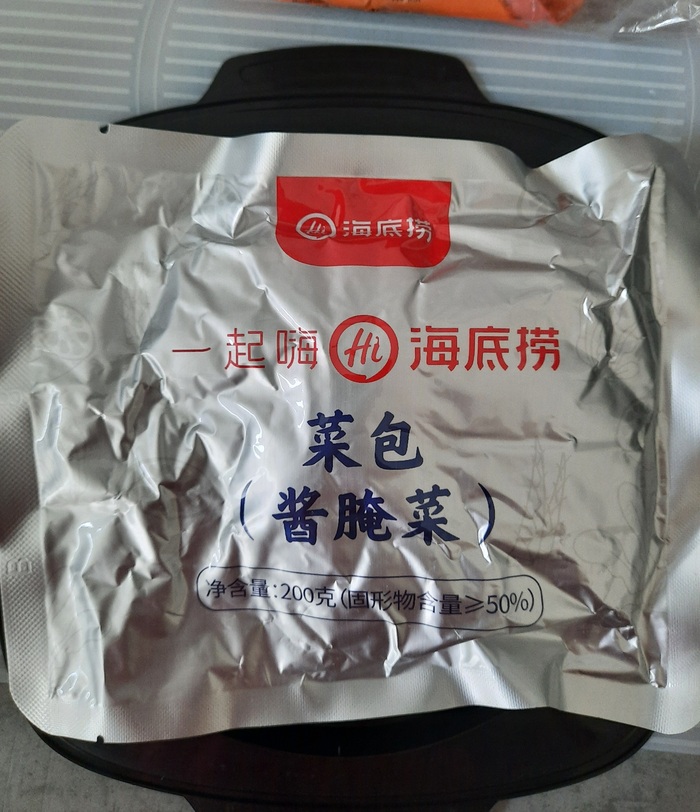 Hi 海底捞
一起嗨 Hi 海底捞
菜包
（酱腌菜）
净含量：200克（固形物含量≥50%）